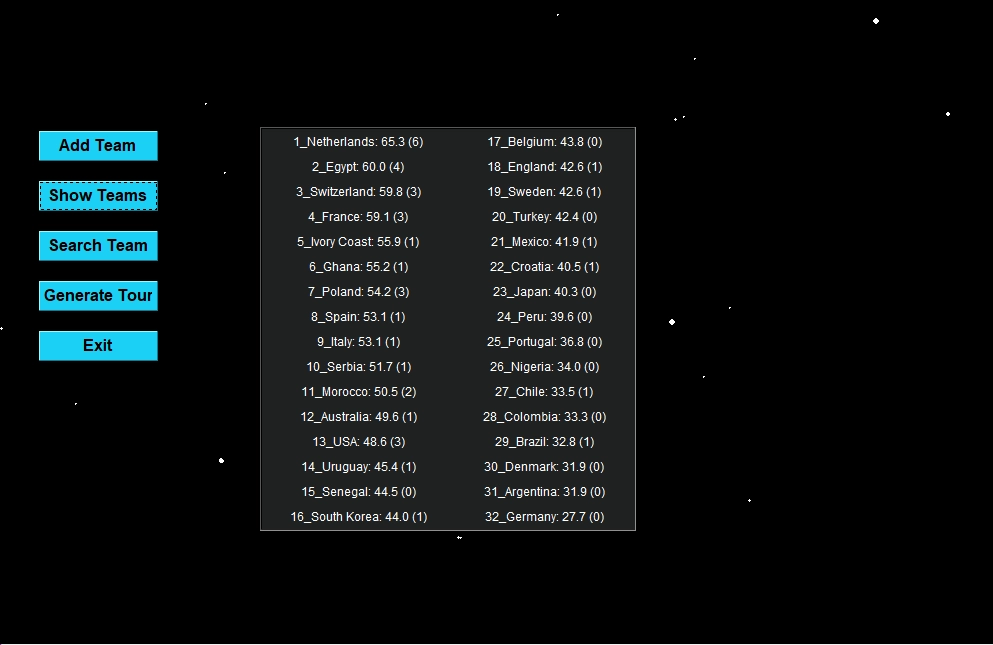 Add Team
Show Teams
Search Team
Generate Tour
Exit
1_Netherlands: 65.3 (6)
2_Egypt: 60.0 (4)
3_Switzerland: 59.8 (3)
4_France: 59.1 (3)
5_Ivory Coast: 55.9 (1)
6_Ghana: 55.2 (1)
7_Poland: 54.2 (3)
8_Spain: 53.1 (1)
9_Italy: 53.1 (1)
10_Serbia: 51.7 (1)
11_Morocco: 50.5 (2)
12_Australia: 49.6 (1)
13_USA: 48.6 (3)
14_Uruguay: 45.4 (1)
15_Senegal: 44.5 (0)
16_South Korea: 44.0 (1)
17_Belgium: 43.8 (0)
18_England: 42.6 (1)
19_Sweden: 42.6 (1)
20_Turkey: 42.4 (0)
21_Mexico: 41.9 (1)
22_Croatia: 40.5 (1)
23_Japan: 40.3 (0)
24_Peru: 39.6 (0)
25_Portugal: 36.8 (0)
26_Nigeria: 34.0 (0)
27_Chile: 33.5 (1)
28_Colombia: 33.3 (0)
29_Brazil: 32.8 (1)
30_Denmark: 31.9 (0)
31_Argentina: 31.9 (0)
32_Germany: 27.7 (0)